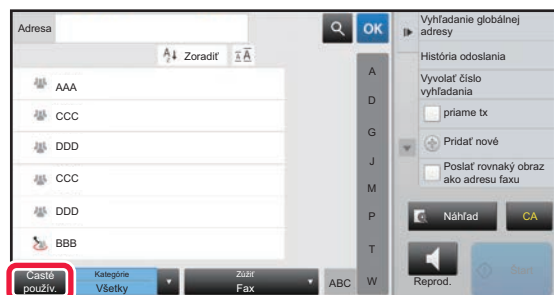 Adresa
OK
Zoradiť
AAA
CCC
DDD
CCC
DDD
BBB
A
D
G
J
M
P
T
W
Časté
použív.
Kategórie
Všetky
Zúžiť
Fax
ABC
Vyhľadanie globálnej
adresy
História odoslania
Vyvolať číslo
vyhľadania
priame tx
Pridať nové
Poslať rovnaký obraz
ako adresu faxu
Náhľad
CA
Reprod.
Start